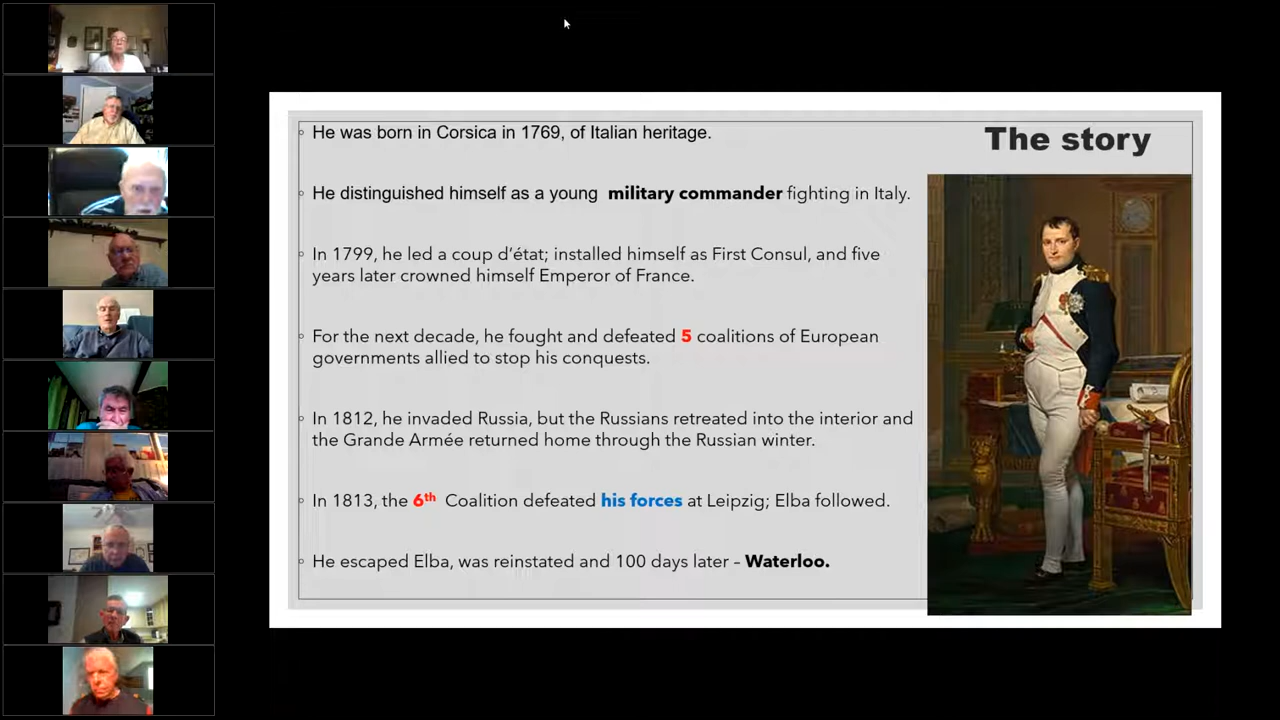 The story
He was born in Corsica in 1769, of Italian heritage.
He distinguished himself as a young military commander fighting in Italy.
In 1799, he led a coup d’état; installed himself as First Consul, and five
years later crowned himself Emperor of France.
For the next decade, he fought and defeated 5 coalitions of European
governments allied to stop his conquests.
In 1812, he invaded Russia, but the Russians retreated into the interior and
the Grande Armée returned home through the Russian winter.
In 1813, the 6th Coalition defeated his forces at Leipzig; Elba followed.
He escaped Elba, was reinstated and 100 days later – Waterloo.